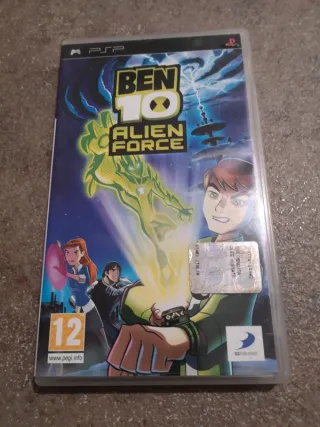 PSP
BEN
10
ALIEN
FORCE
12
www.pegi.info
D3PUBLISHER